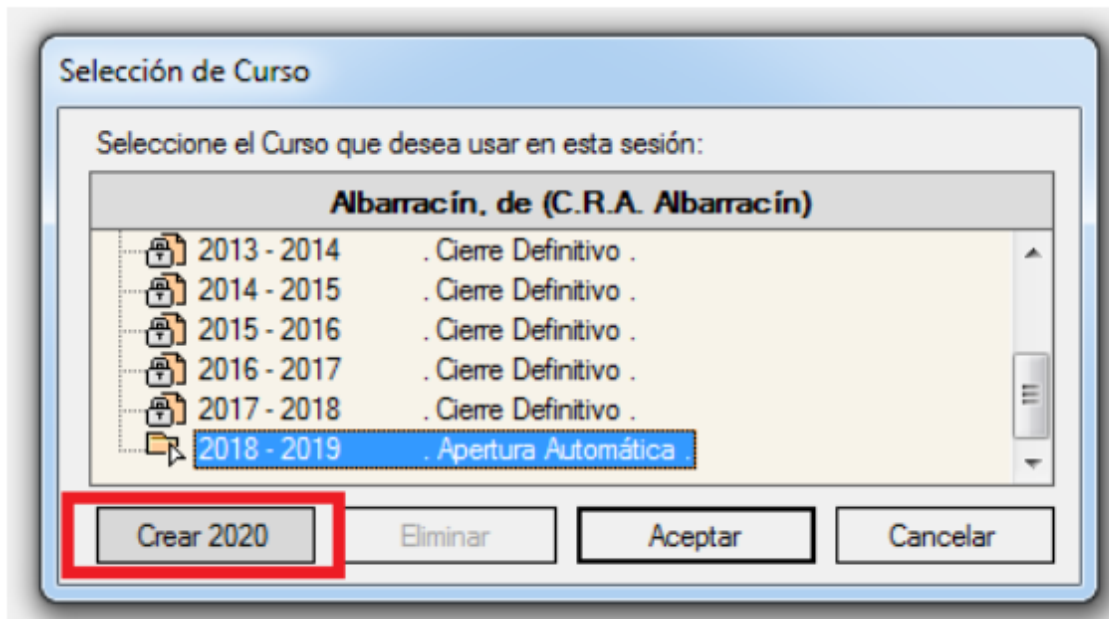 Selección de Curso
Seleccione el Curso que desea usar en esta sesión:
Albarracín, de (C.R.A. Albarracín)
2013 - 2014 . Cierre Definitivo .
2014 - 2015 . Cierre Definitivo .
2015 - 2016 . Cierre Definitivo .
2016 - 2017 . Cierre Definitivo .
2017 - 2018 . Cierre Definitivo .
2018 - 2019 . Apertura Automática .
Crear 2020 Eliminar Aceptar Cancelar